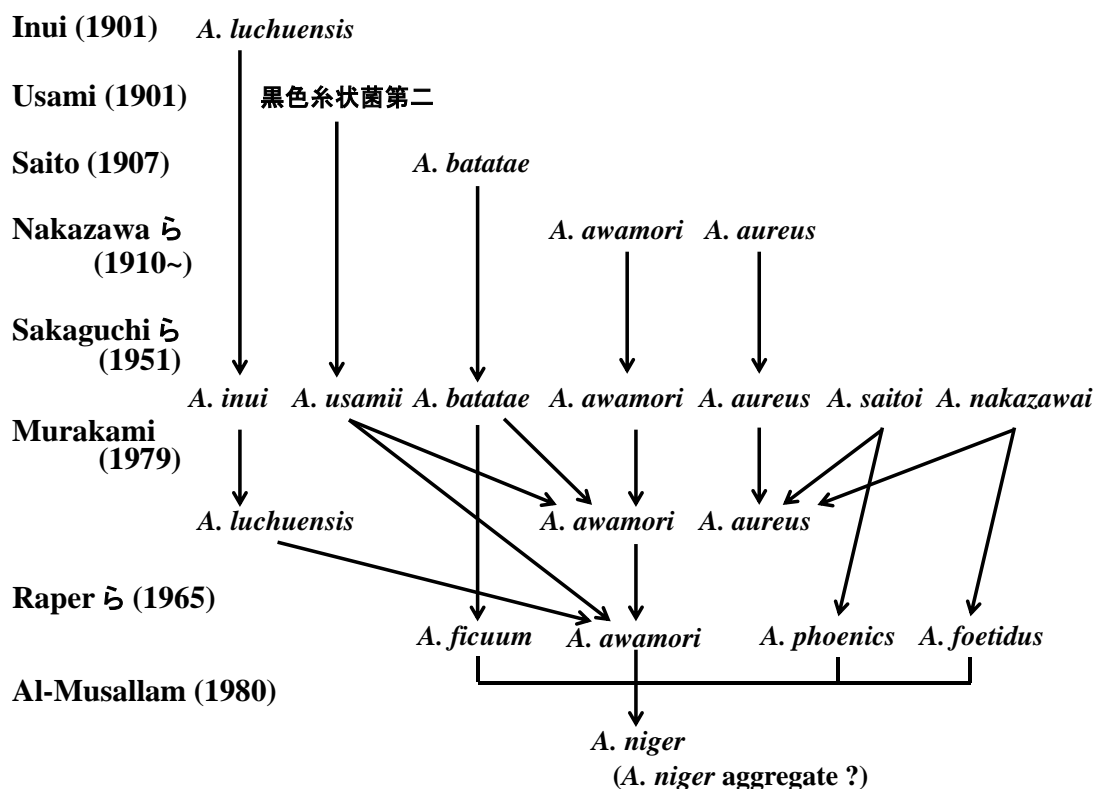 Inui (1901) A. luchuensis
Usami (1901) 黒色糸状菌第二
Saito (1907) A. batatae
Nakazawa ら A. awamori A. aureus
(1910~)
Sakaguchi ら
(1951)
A. inui A. usamii A. batatae A. awamori A. aureus A. saitoi A. nakazawai
Murakami
(1979)
A. luchuensis A. awamori A. aureus
Raper ら (1965)
A. ficuum A. awamori A. phoenics A. foetidus
Al-Musallam (1980)
A. niger
(A. niger aggregate ?)